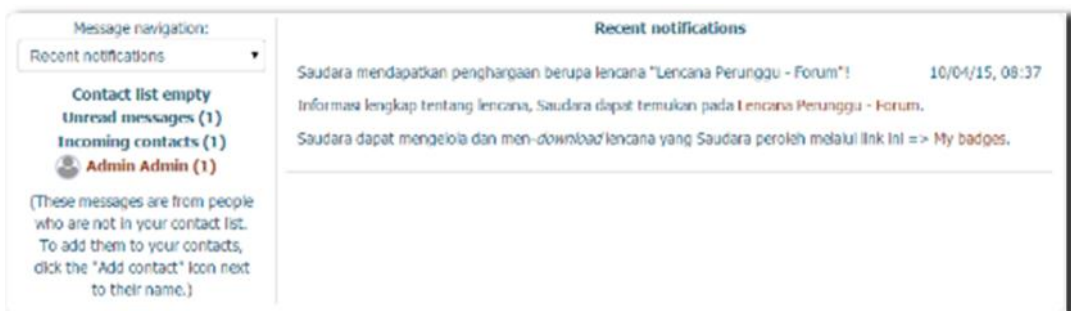 Message navigation:
Recent notifications
Contact list empty
Unread messages (1)
Incoming contacts (1)
Admin Admin (1)
(These messages are from people
who are not in your contact list.
To add them to your contacts,
click the "Add contact" icon next
to their name.)
Recent notifications
Saudara mendapatkan penghargaan berupa lencana "Lencana Perunggu - Forum"! 10/04/15, 08:37
Informasi lengkap tentang lencana, Saudara dapat temukan pada Lencana Perunggu - Forum.
Saudara dapat mengelola dan men-download lencana yang Saudara peroleh melalui link ini => My badges.